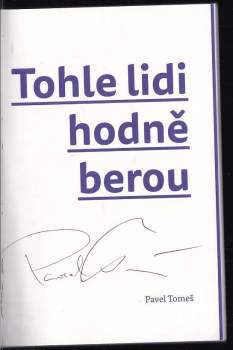 Tohle lidi
hodně
berou
Pavel Tomeš